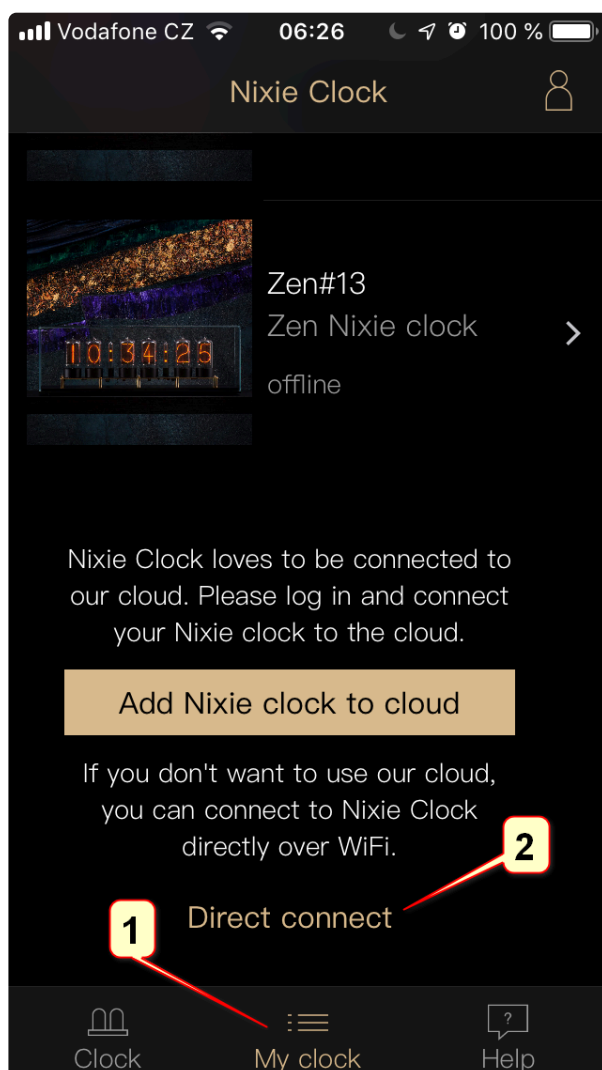 Vodafone CZ 06:26 100 %
Nixie Clock
10:34:25
Zen#13
Zen Nixie clock
offline
Nixie Clock loves to be connected to
our cloud. Please log in and connect
your Nixie clock to the cloud.
Add Nixie clock to cloud
If you don't want to use our cloud,
you can connect to Nixie Clock
directly over WiFi.
2
Direct connect
1
?
Clock My clock Help